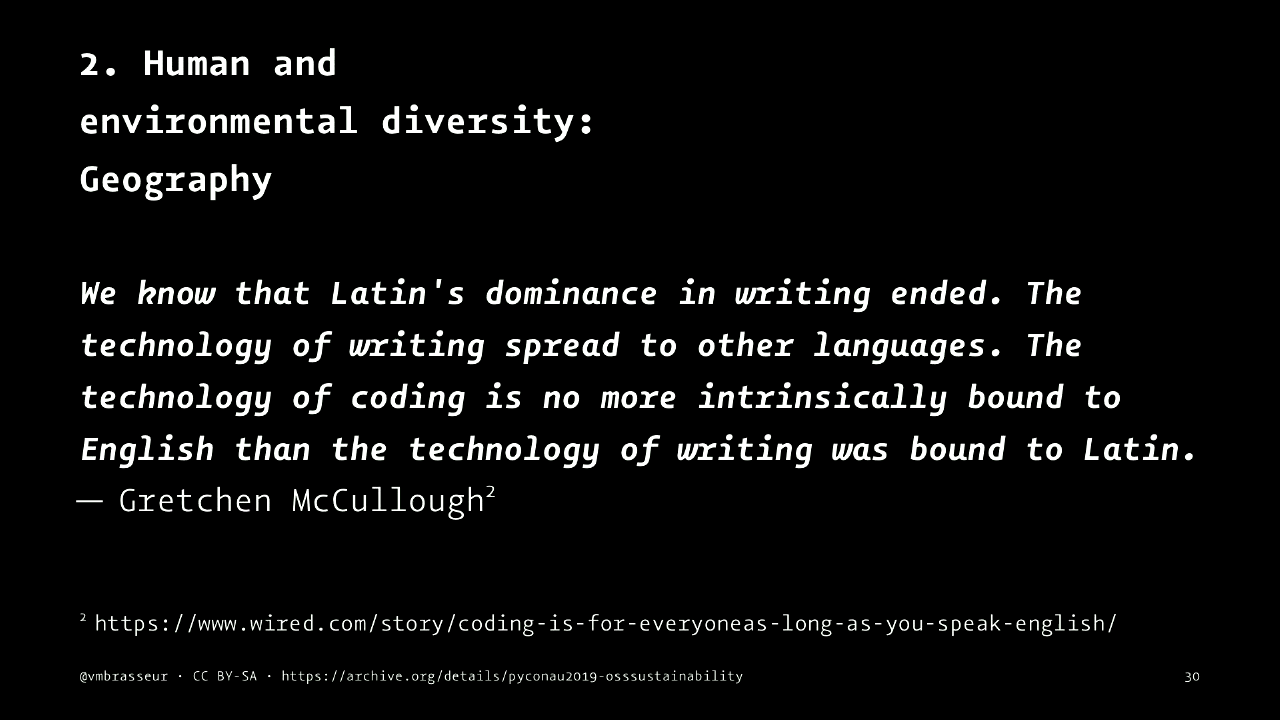 2. Human and
environmental diversity:
Geography
We know that Latin's dominance in writing ended. The
technology of writing spread to other languages. The
technology of coding is no more intrinsically bound to
English than the technology of writing was bound to Latin.
— Gretchen McCullough²
² https://www.wired.com/story/coding-is-for-everyoneas-long-as-you-speak-english/
@vmbrasseur · CC BY-SA · https://archive.org/details/pyconau2019-osssustainability 30